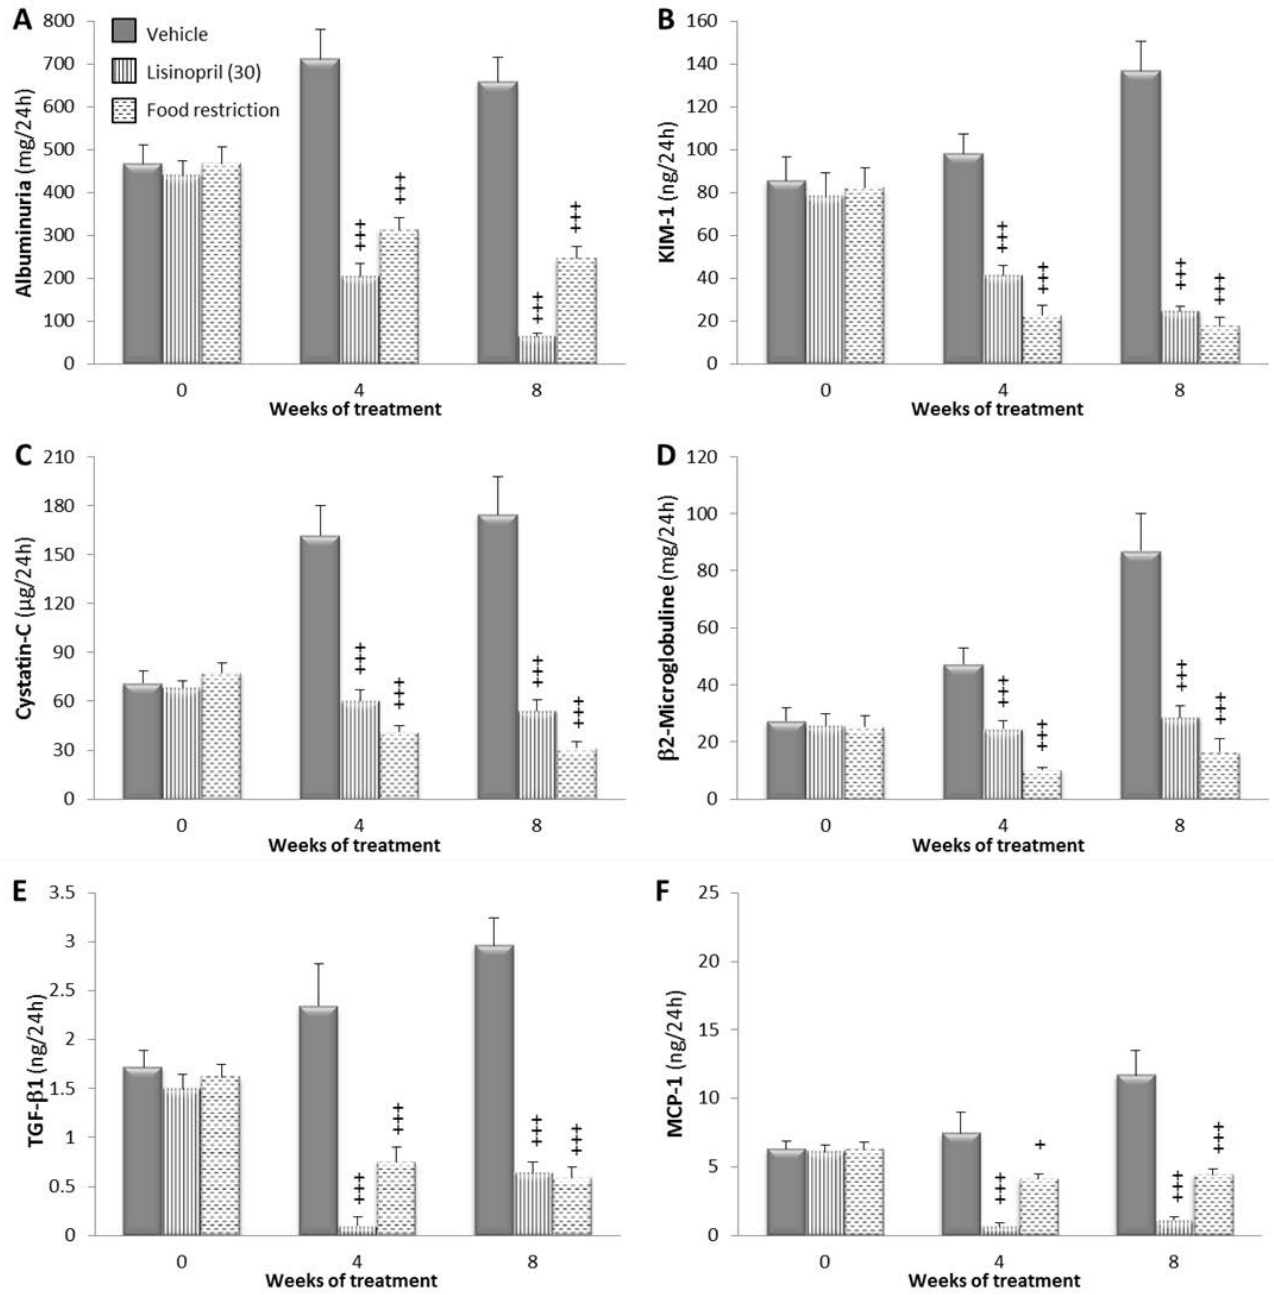 A
800
700
600
500
400
300
200
100
0
Albuminuria (mg/24h)
Vehicle
Lisinopril (30)
Food restriction
+++
+++
+++
+++
0 4 8
Weeks of treatment
B
160
140
120
100
80
60
40
20
0
KIM-1 (ng/24h)
+++
+++
+++
+++
0 4 8
Weeks of treatment
C
210
180
150
120
90
60
30
0
Cystatin-C (µg/24h)
+++
+++
+++
+++
0 4 8
Weeks of treatment
D
120
100
80
60
40
20
0
β2-Microglobuline (mg/24h)
+++
+++
+++
+++
0 4 8
Weeks of treatment
E
3.5
3
2.5
2
1.5
1
0.5
0
TGF-β1 (ng/24h)
+++
+++
+++
+++
0 4 8
Weeks of treatment
F
25
20
15
10
5
0
MCP-1 (ng/24h)
+++
+
+++
+++
0 4 8
Weeks of treatment